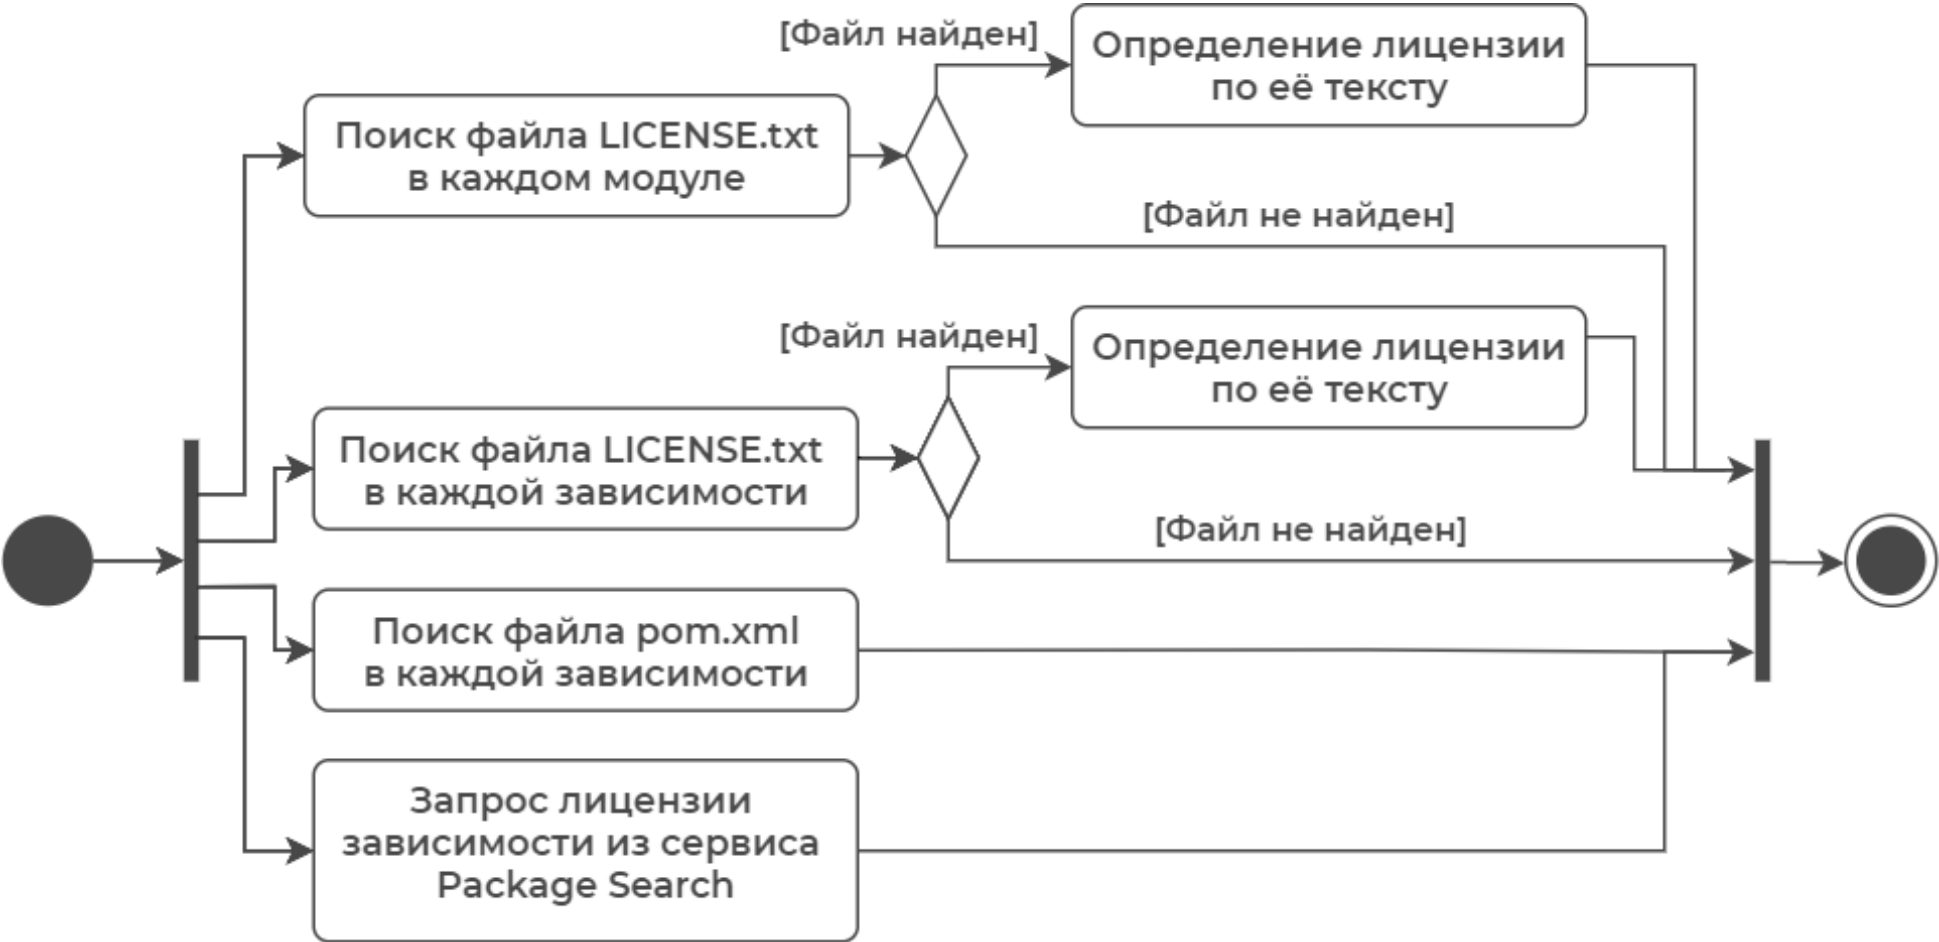 [Файл найден]
Определение лицензии
по её тексту
Поиск файла LICENSE.txt
в каждом модуле
[Файл не найден]
[Файл найден]
Определение лицензии
по её тексту
Поиск файла LICENSE.txt
в каждой зависимости
[Файл не найден]
Поиск файла pom.xml
в каждой зависимости
Запрос лицензии
зависимости из сервиса
Package Search